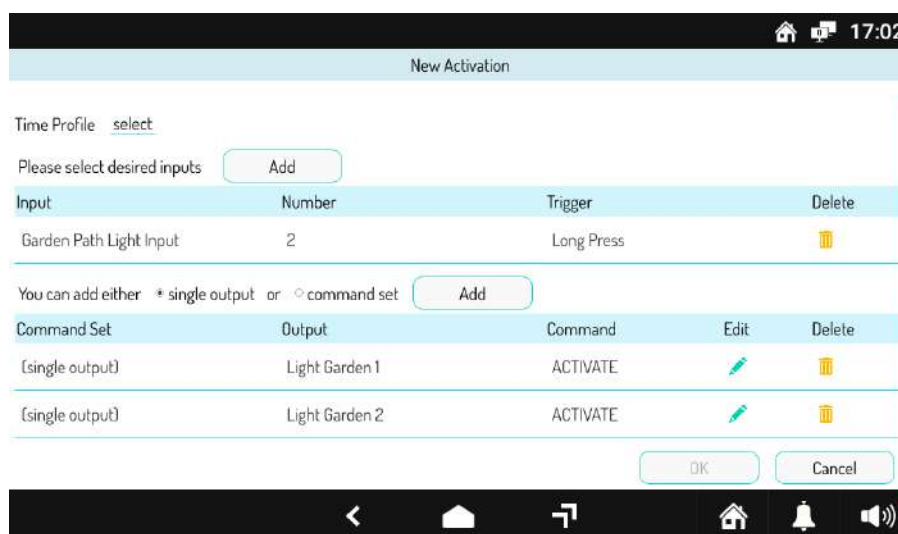 17:02
New Activation
Time Profile select
Please select desired inputs Add
Input Number Trigger Delete
Garden Path Light Input 2 Long Press
You can add either single output or command set Add
Command Set Output Command Edit Delete
(single output) Light Garden 1 ACTIVATE
(single output) Light Garden 2 ACTIVATE
OK Cancel